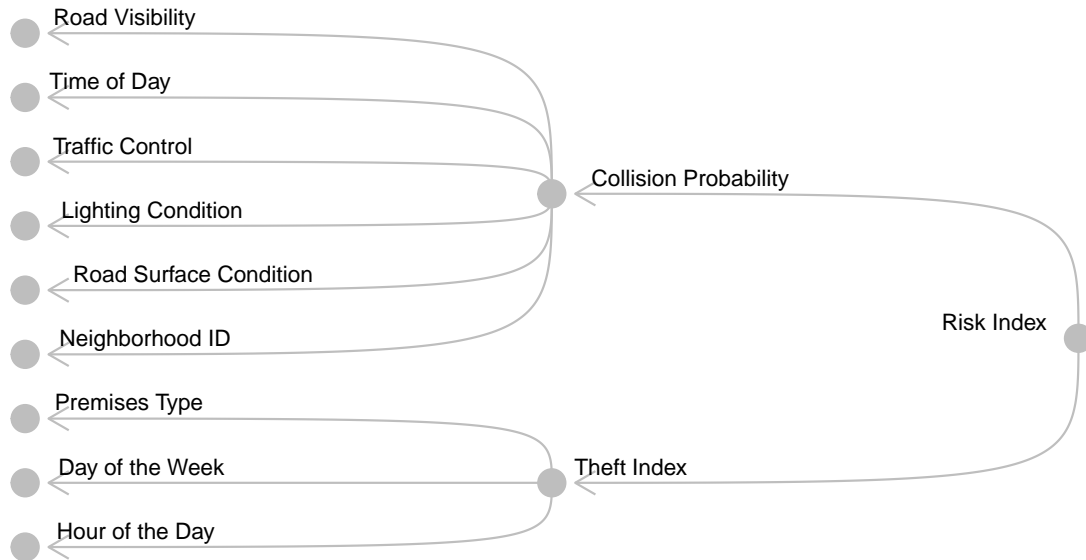 Road Visibility
Time of Day
Traffic Control
Collision Probability
Lighting Condition
Road Surface Condition
Risk Index
Neighborhood ID
Premises Type
Day of the Week
Theft Index
Hour of the Day